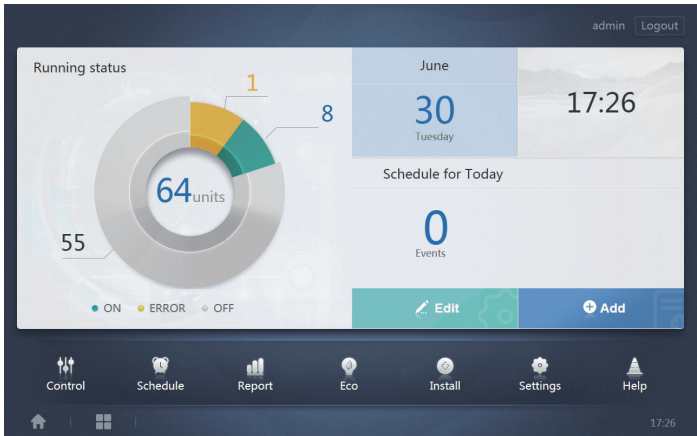 admin Logout
Running status
1
8
64units
55
ON ERROR OFF
June
30
Tuesday
17:26
Schedule for Today
0
Events
Edit Add
Control Schedule Report Eco Install Settings Help
17:26